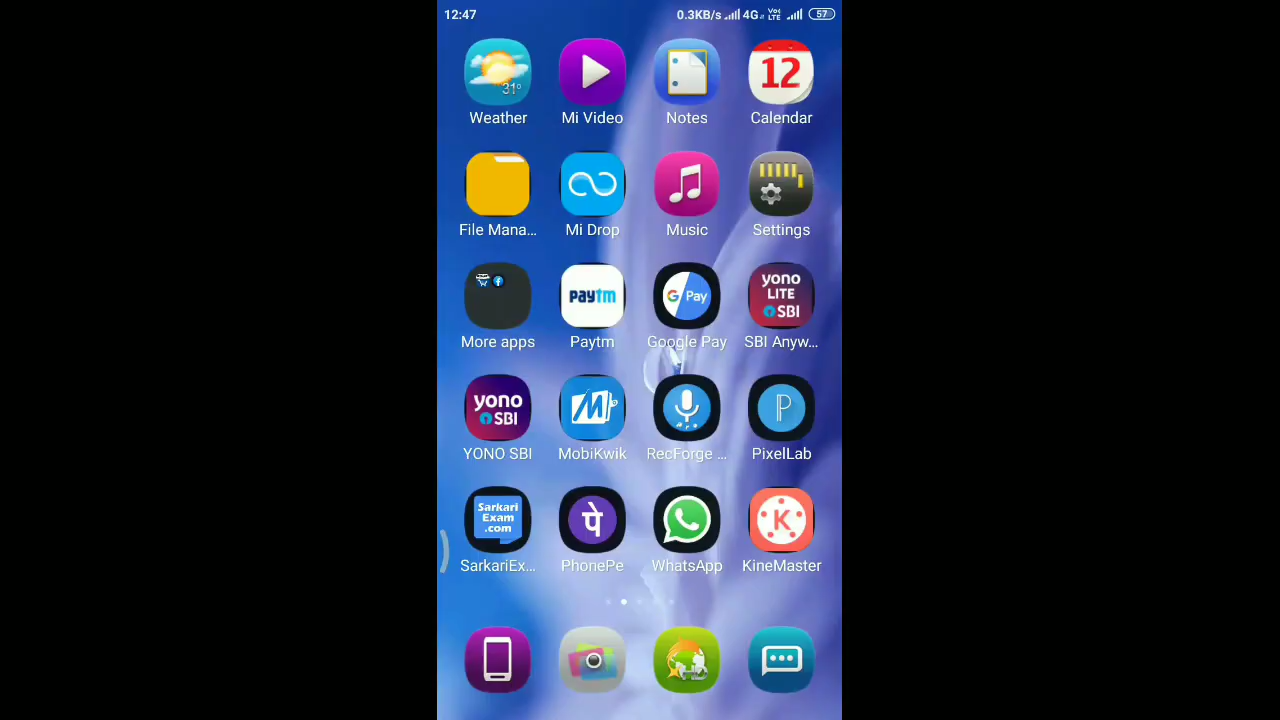 12:47 0.3KB/s 4G Vo) LTE 57
31°
12
Weather Mi Video Notes Calendar
File Mana... Mi Drop Music Settings
paytm G Pay yono LITE SBI
More apps Paytm Google Pay SBI Anyw...
yono SBI M P
YONO SBI MobiKwik RecForge ... PixelLab
Sarkari Exam .com पे K
SarkariEx... PhonePe WhatsApp KineMaster